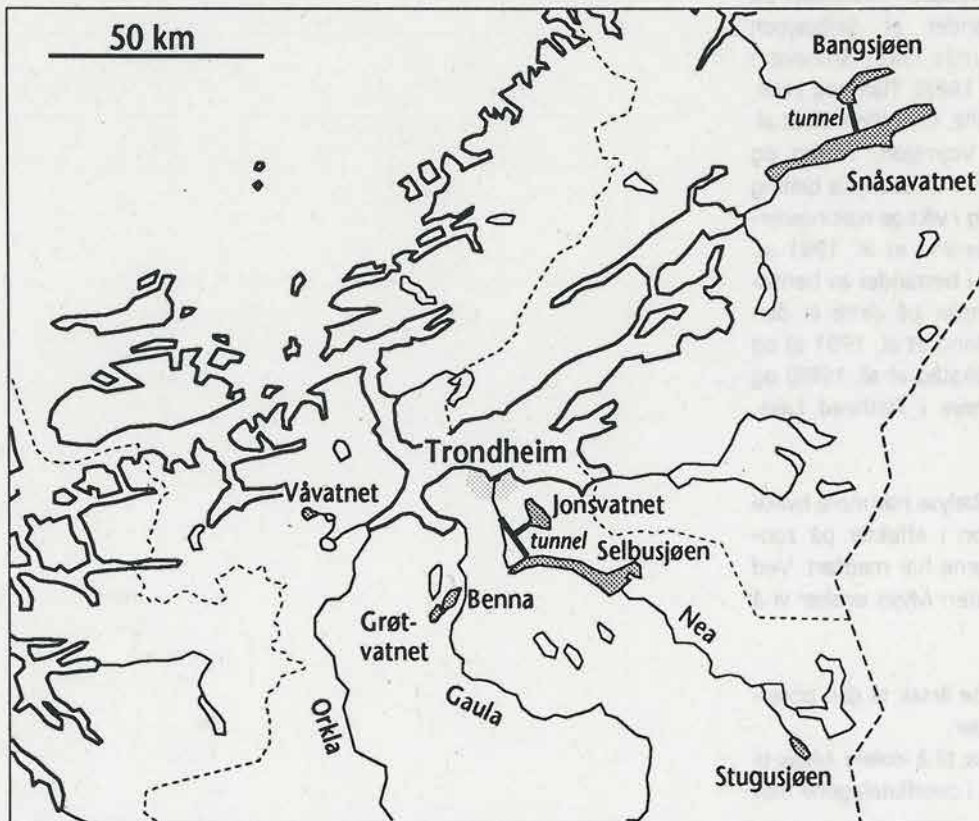 50 km
Bangsjøen
tunnel
Snåsavatnet
Trondheim
Våvatnet
Jonsvatnet
tunnel
Selbusjøen
Benna
Grøt-
vatnet
Nea
Orkla
Gaula
Stugusjøen